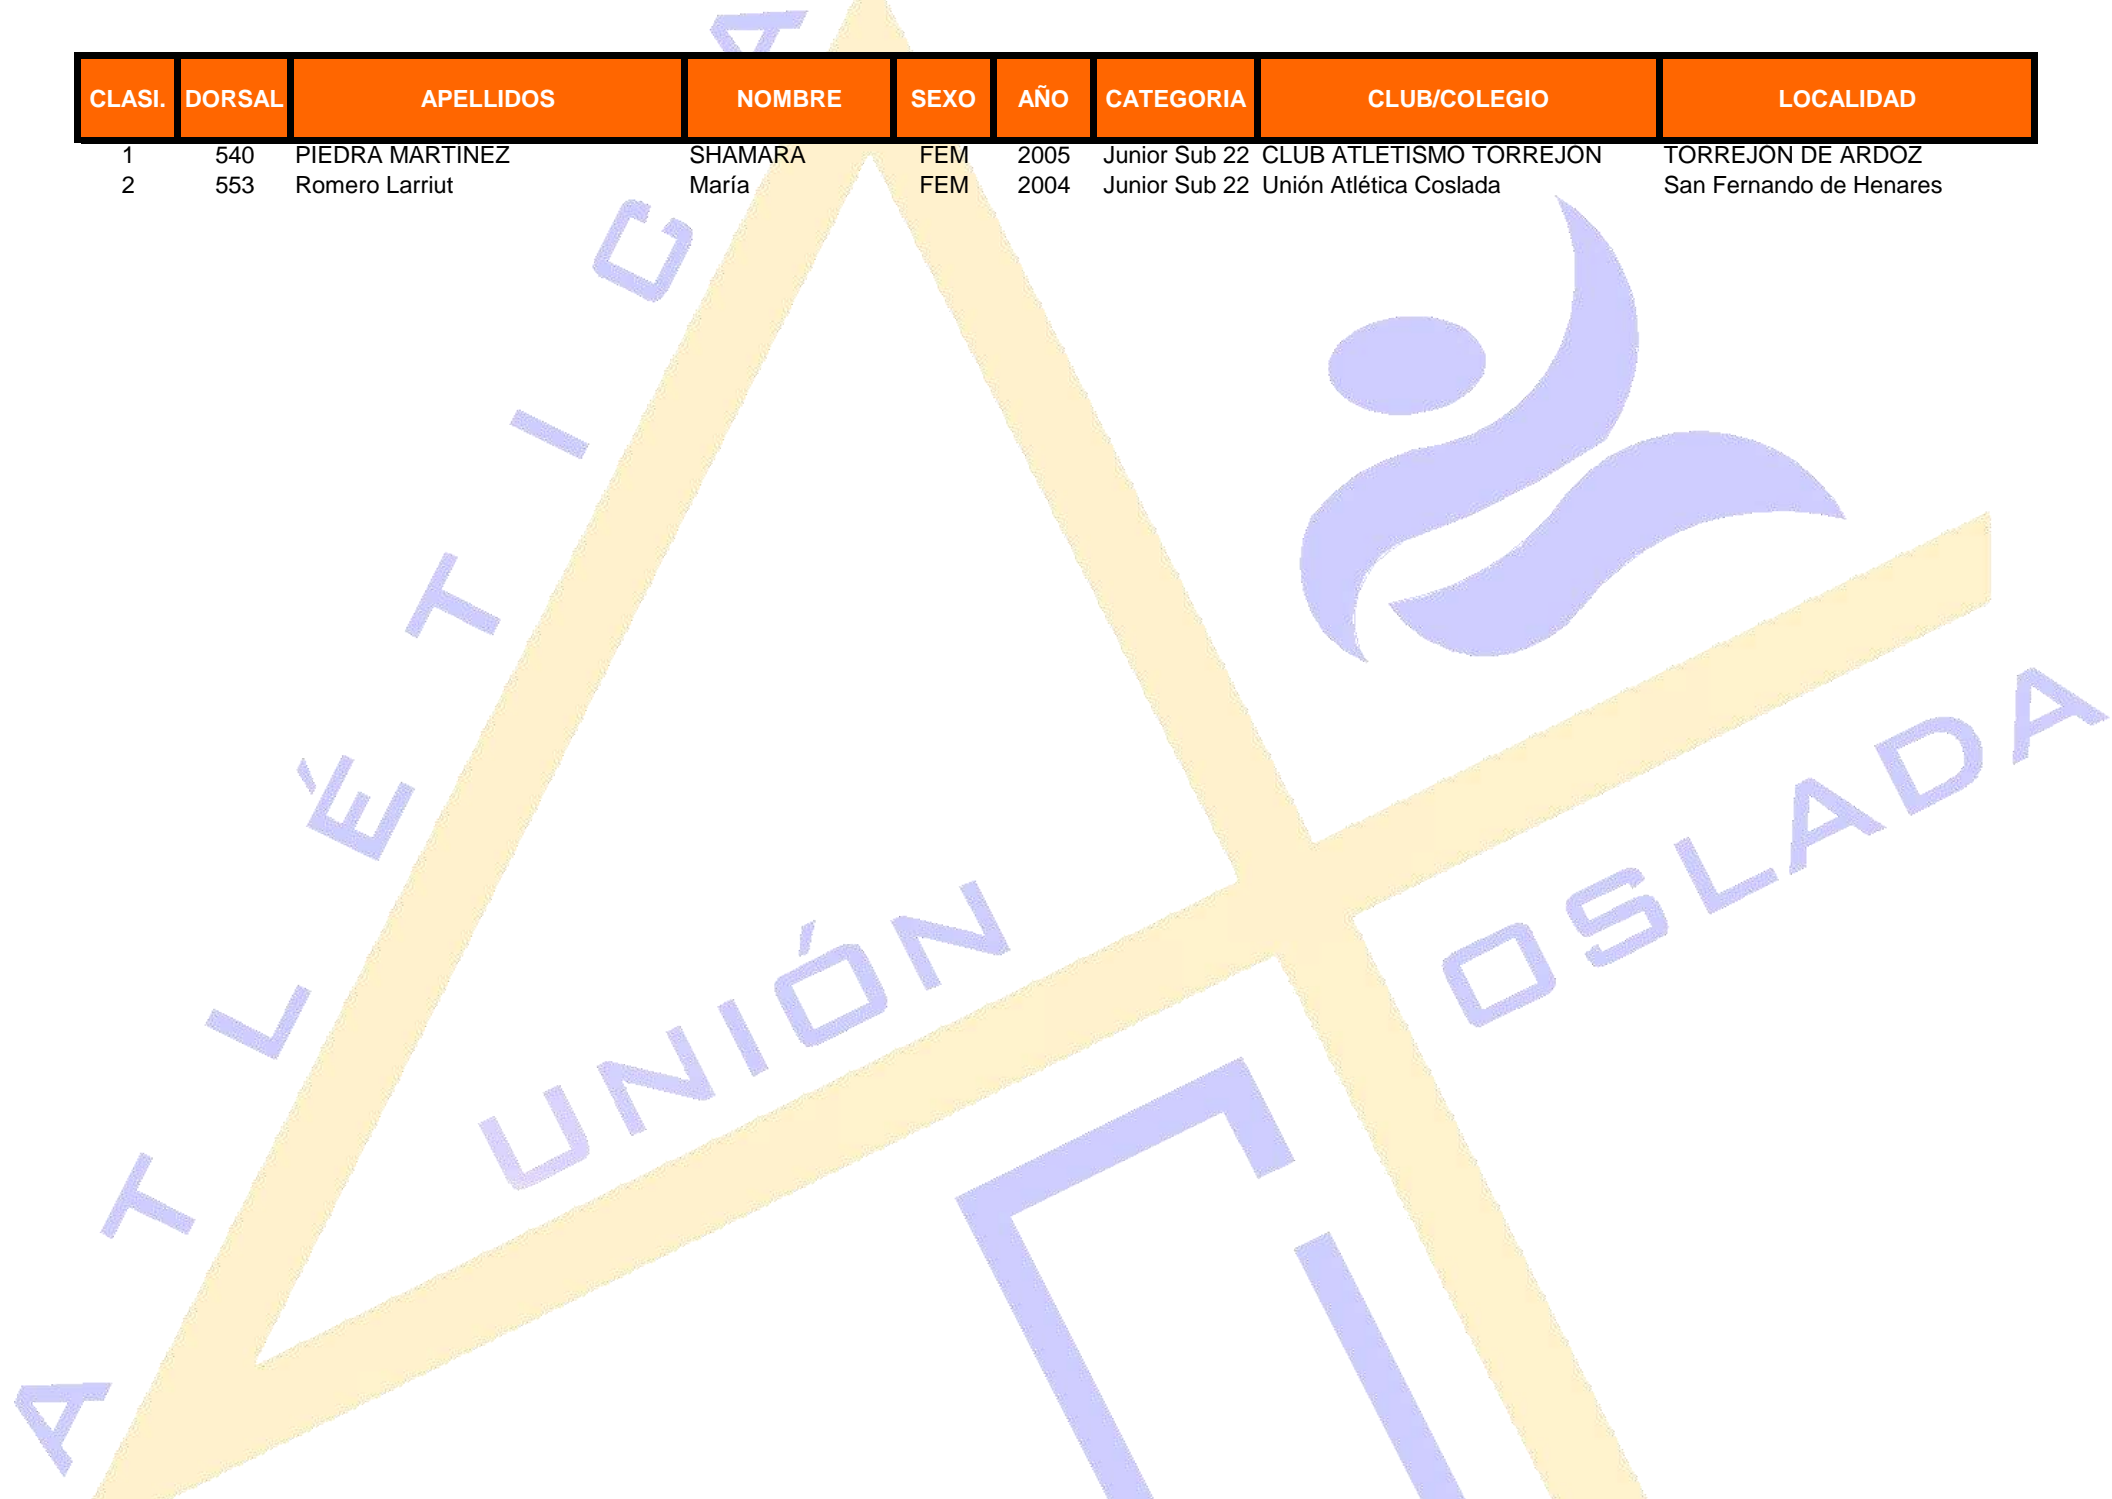 CLASI. DORSAL APELLIDOS NOMBRE SEXO AÑO CATEGORIA CLUB/COLEGIO LOCALIDAD
1 540 PIEDRA MARTINEZ SHAMARA FEM 2005 Junior Sub 22 CLUB ATLETISMO TORREJÓN TORREJÓN DE ARDOZ
2 553 Romero Larriut María FEM 2004 Junior Sub 22 Unión Atlética Coslada San Fernando de Henares
ATLÉTICA
UNIÓN
COSLADA